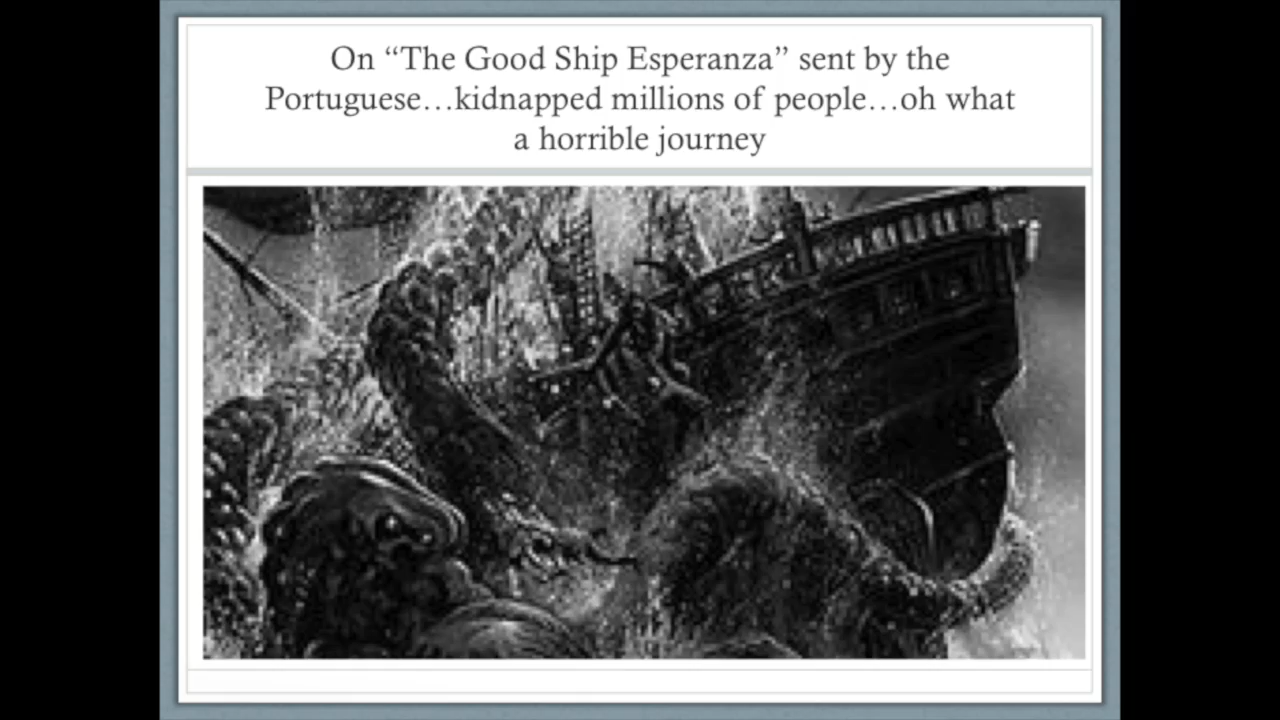 On “The Good Ship Esperanza” sent by the
Portuguese…kidnapped millions of people…oh what
a horrible journey